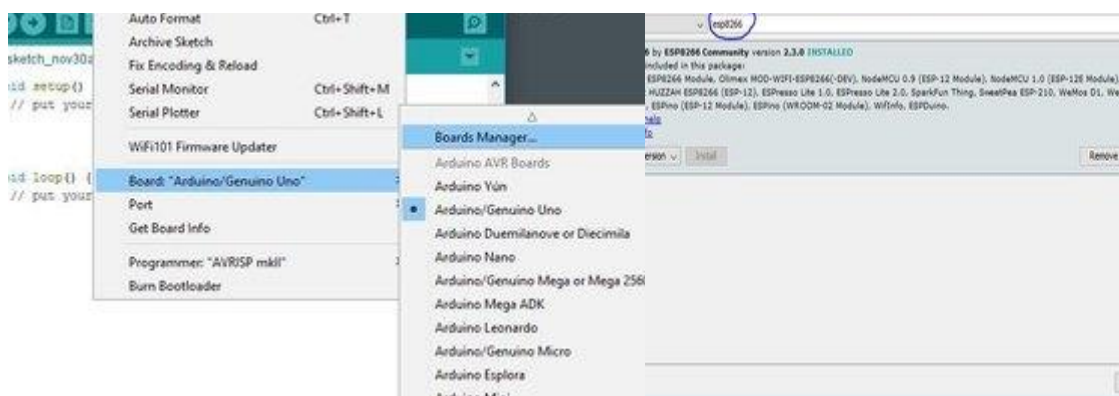 Auto Format Ctrl+T
Archive Sketch
Fix Encoding & Reload
Serial Monitor Ctrl+Shift+M
Serial Plotter Ctrl+Shift+L
WiFi101 Firmware Updater
Board: "Arduino/Genuino Uno"
Port
Get Board Info
Programmer: "AVRISP mkII"
Burn Bootloader
sketch_nov30a
id setup()
// put your
id loop() {
// put your
Boards Manager...
Arduino AVR Boards
Arduino Yún
Arduino/Genuino Uno
Arduino Duemilanove or Diecimila
Arduino Nano
Arduino/Genuino Mega or Mega 256
Arduino Mega ADK
Arduino Leonardo
Arduino/Genuino Micro
Arduino Esplora
Arduino Mini
esp8266
by ESP8266 Community version 2.3.0 INSTALLED
included in this package:
ESP8266 Module, Olimex MOD-WIFI-ESP8266(-DEV), NodeMCU 0.9 (ESP-12 Module), NodeMCU 1.0 (ESP-12E Module)
HUZZAH ESP8266 (ESP-12), ESPresso Lite 1.0, ESPresso Lite 2.0, SparkFun Thing, SweetPea ESP-210, WeMos D1, We
, ESPino (ESP-12 Module), ESPino (WROOM-02 Module), WifInfo, ESPDuino.
help
fo
ersion Install Remove